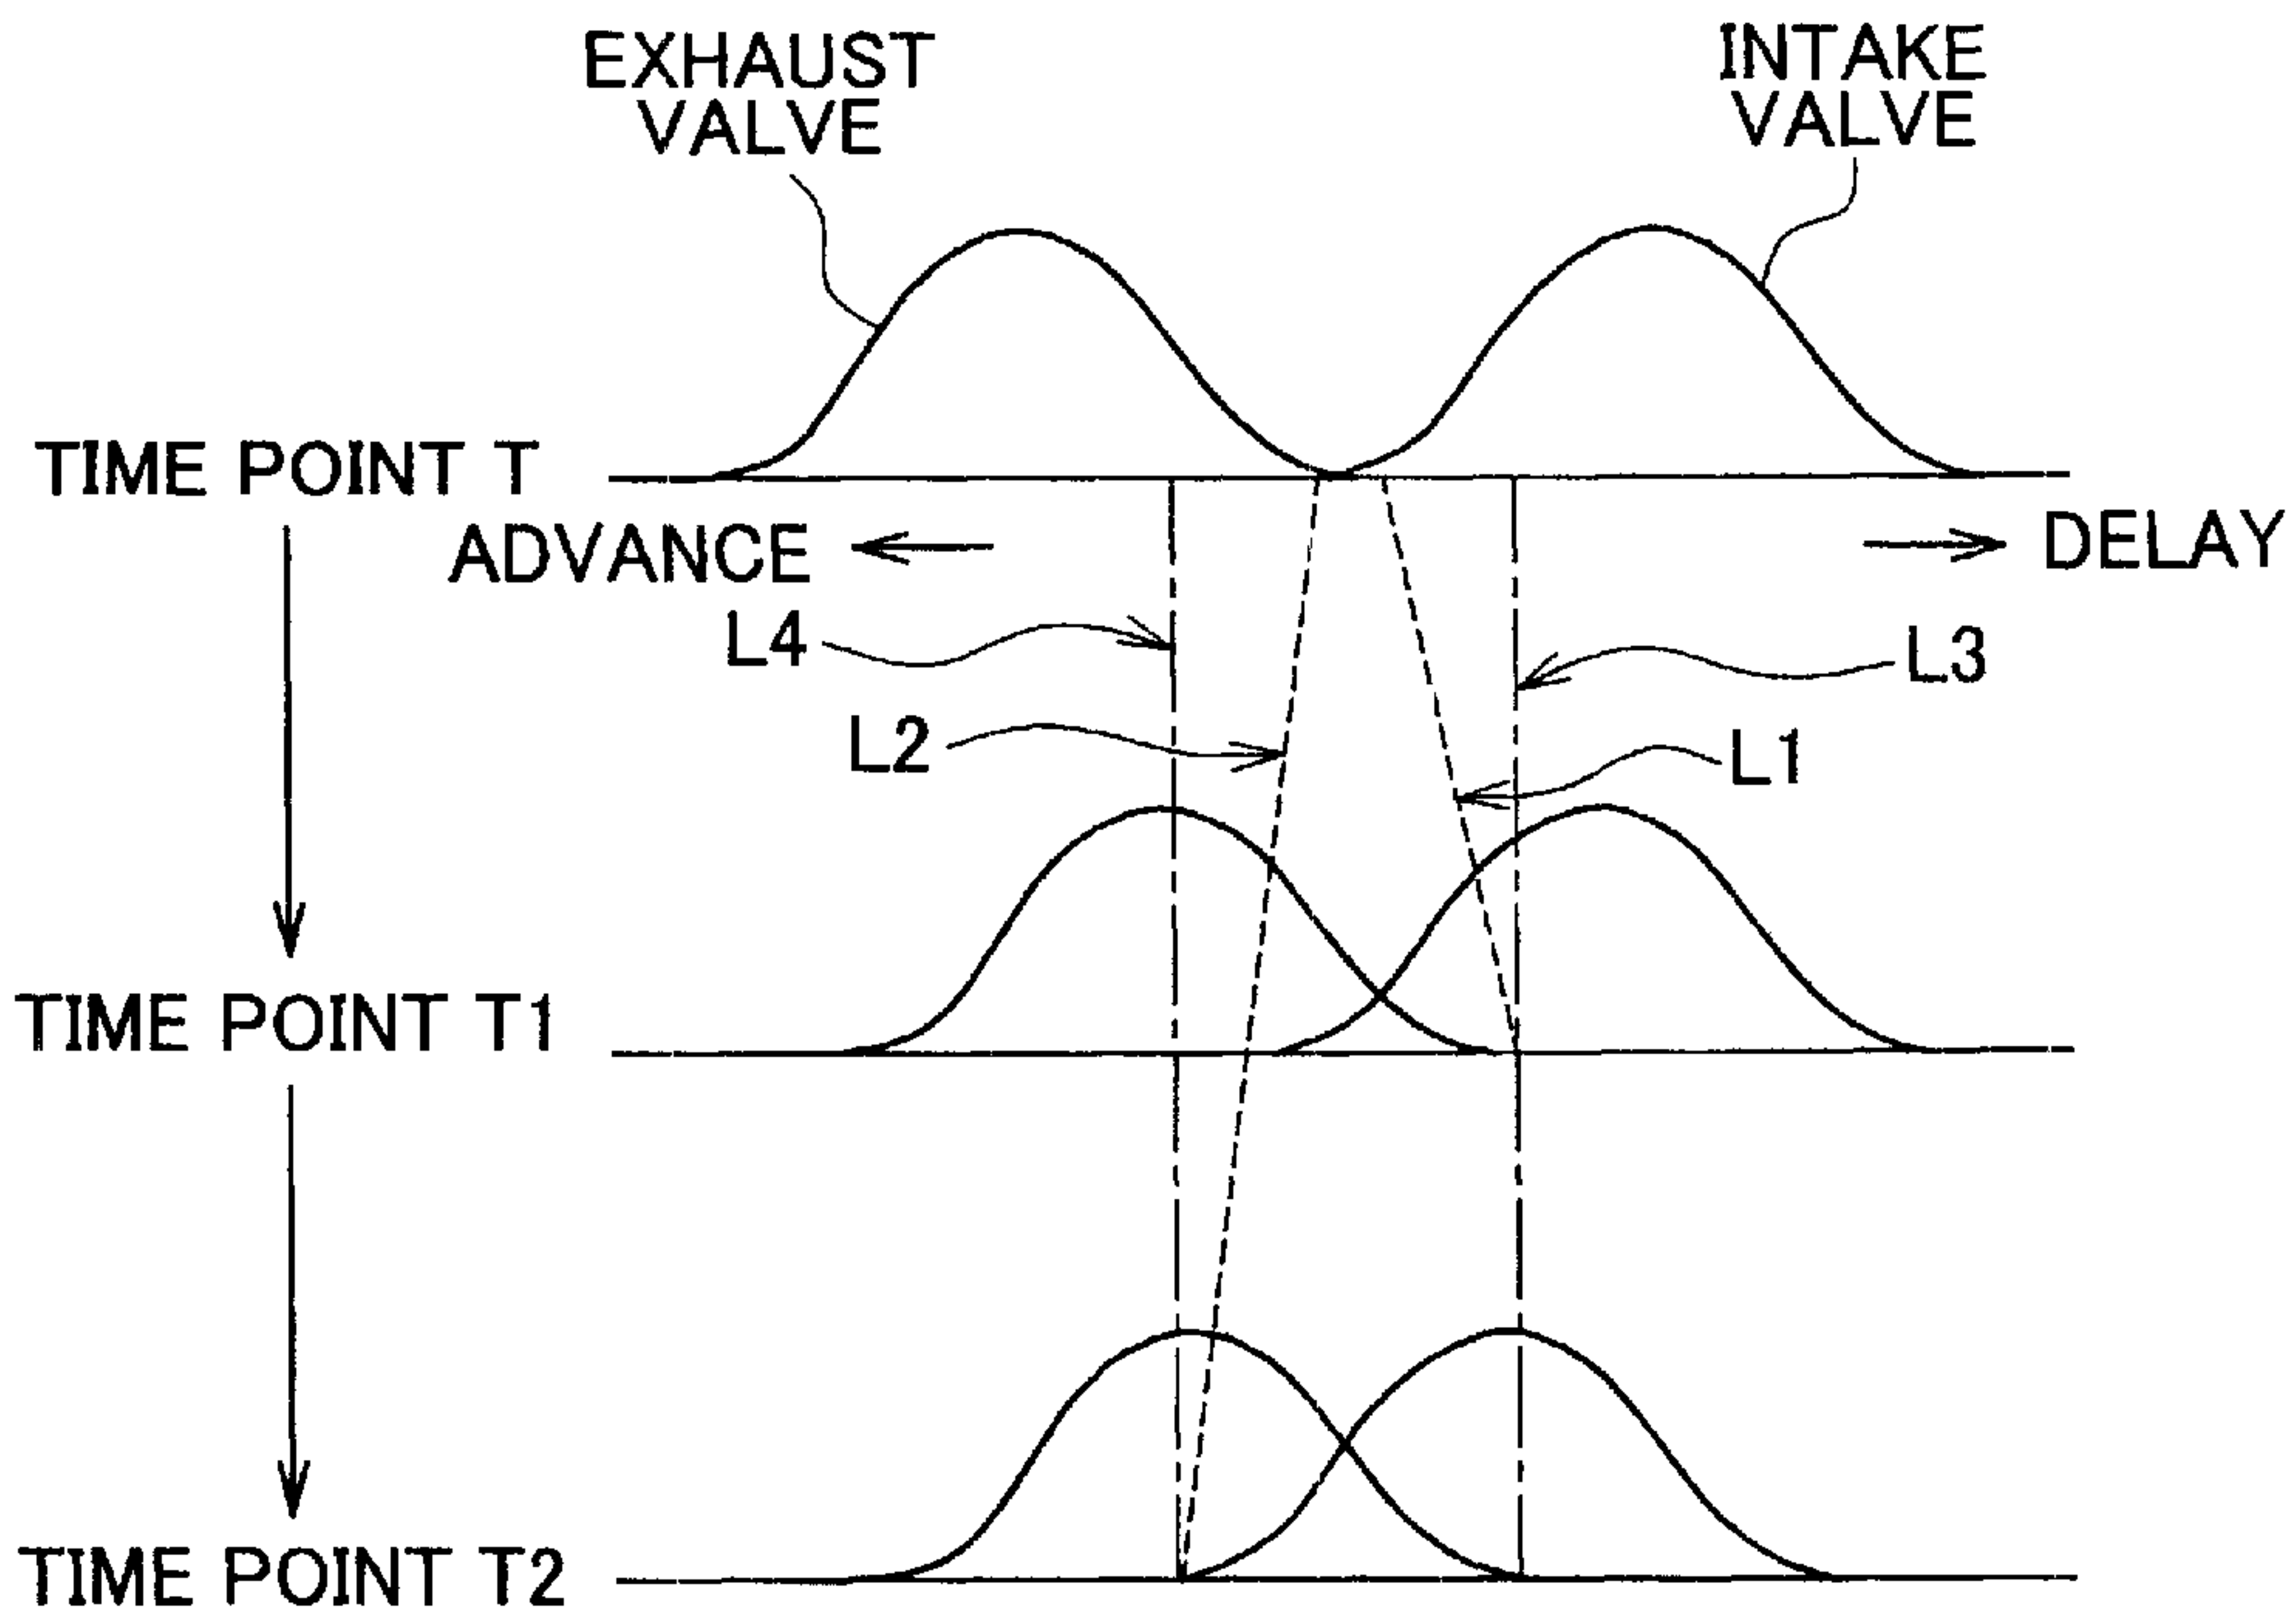 EXHAUST
VALVE
INTAKE
VALVE
TIME POINT T
ADVANCE
DELAY
L4
L3
L2
L1
TIME POINT T1
TIME POINT T2